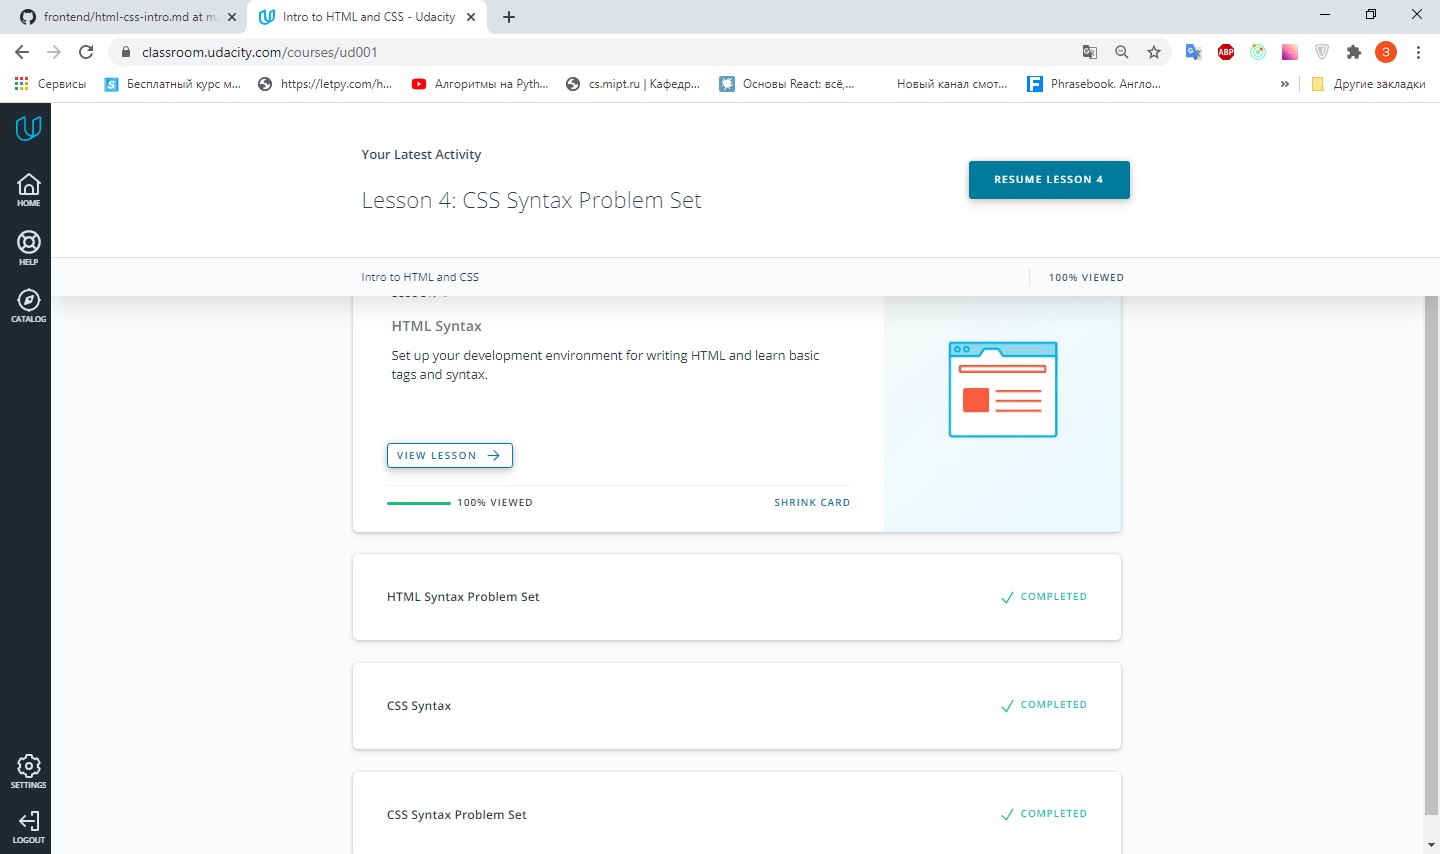 frontend/html-css-intro.md at ma
Intro to HTML and CSS - Udacity
classroom.udacity.com/courses/ud001
ABP
3
Сервисы
Бесплатный курс м...
https://letpy.com/h...
Алгоритмы на Pyth...
cs.mipt.ru | Кафедр...
Основы React: всё,...
Новый канал смот...
Phrasebook. Англо...
»
Другие закладки
HOME
HELP
CATALOG
SETTINGS
LOGOUT
Your Latest Activity
Lesson 4: CSS Syntax Problem Set
RESUME LESSON 4
Intro to HTML and CSS
100% VIEWED
HTML Syntax
Set up your development environment for writing HTML and learn basic
tags and syntax.
VIEW LESSON
100% VIEWED
SHRINK CARD
HTML Syntax Problem Set
COMPLETED
CSS Syntax
COMPLETED
CSS Syntax Problem Set
COMPLETED